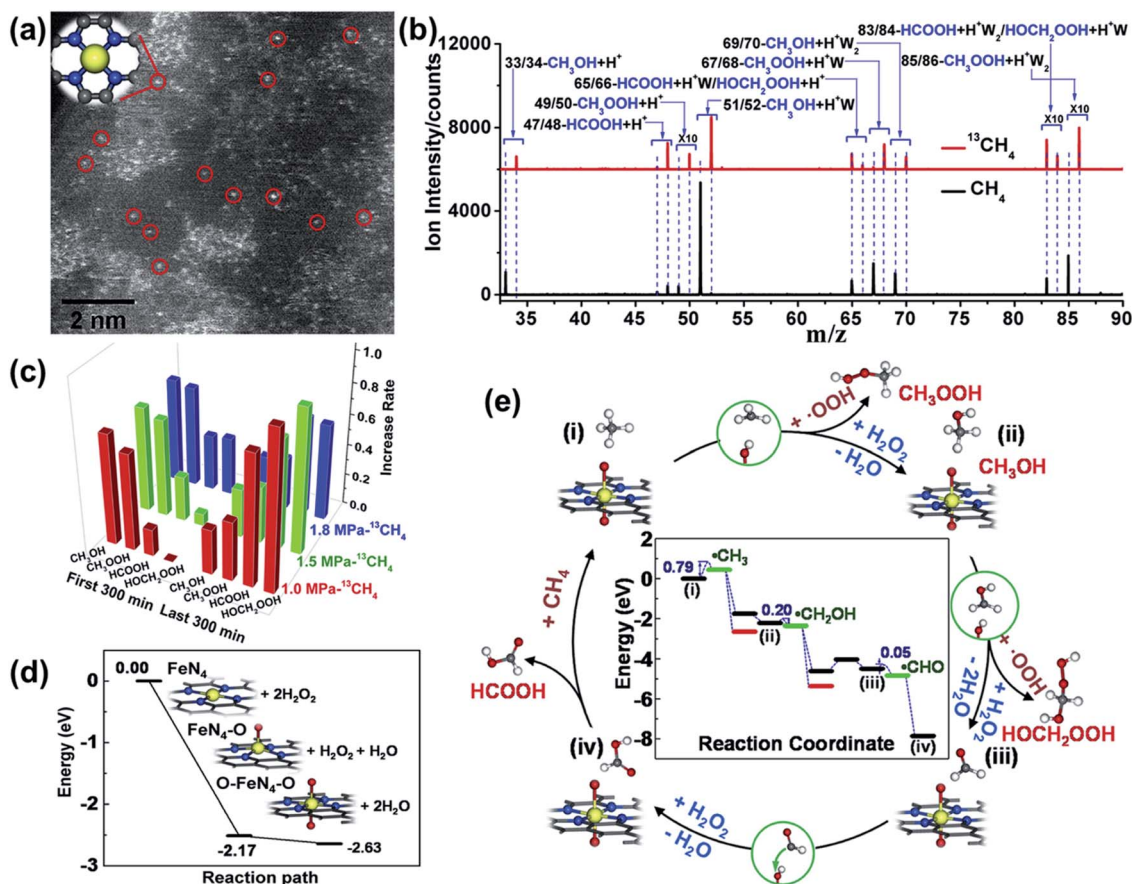 (a)
2 nm
(b)
Ion Intensity/counts
12000
8000
4000
0
33/34-CH₃OH+H⁺
47/48-HCOOH+H⁺
49/50-CH₃OOH+H⁺
65/66-HCOOH+H⁺W/HOCH₂OOH+H⁺
67/68-CH₃OOH+H⁺W
69/70-CH₃OH+H⁺W₂
51/52-CH₃OH+H⁺W
83/84-HCOOH+H⁺W₂/HOCH₂OOH+H⁺W
85/86-CH₃OOH+H⁺W₂
X10
X10
X10
¹³CH₄
CH₄
35 40 45 50 55 60 65 70 75 80 85 90
m/z
(c)
1.0
0.8
0.6
0.4
0.2
0.0
Increase Rate
1.8 MPa-¹³CH₄
1.5 MPa-¹³CH₄
1.0 MPa-¹³CH₄
CH₃OH
CH₃OOH
HCOOH
HOCH₂OOH
CH₃OH
CH₃OOH
HCOOH
HOCH₂OOH
First 300 min Last 300 min
(d)
Energy (eV)
0
-1
-2
-3
0.00
FeN₄
+ 2H₂O₂
FeN₄-O
+ H₂O₂ + H₂O
O-FeN₄-O
+ 2H₂O
-2.17
-2.63
Reaction path
(e)
(i)
+ ·OOH
CH₃OOH
+ H₂O₂
- H₂O
(ii)
CH₃OH
+ ·OOH
HOCH₂OOH
+ H₂O₂
- 2H₂O
(iii)
+ H₂O₂
- H₂O
(iv)
HCOOH
+ CH₄
Energy (eV)
2
0
-2
-4
-6
-8
0.79
(i)
•CH₃
(ii)
0.20
•CH₂OH
(iii)
0.05
•CHO
(iv)
Reaction Coordinate